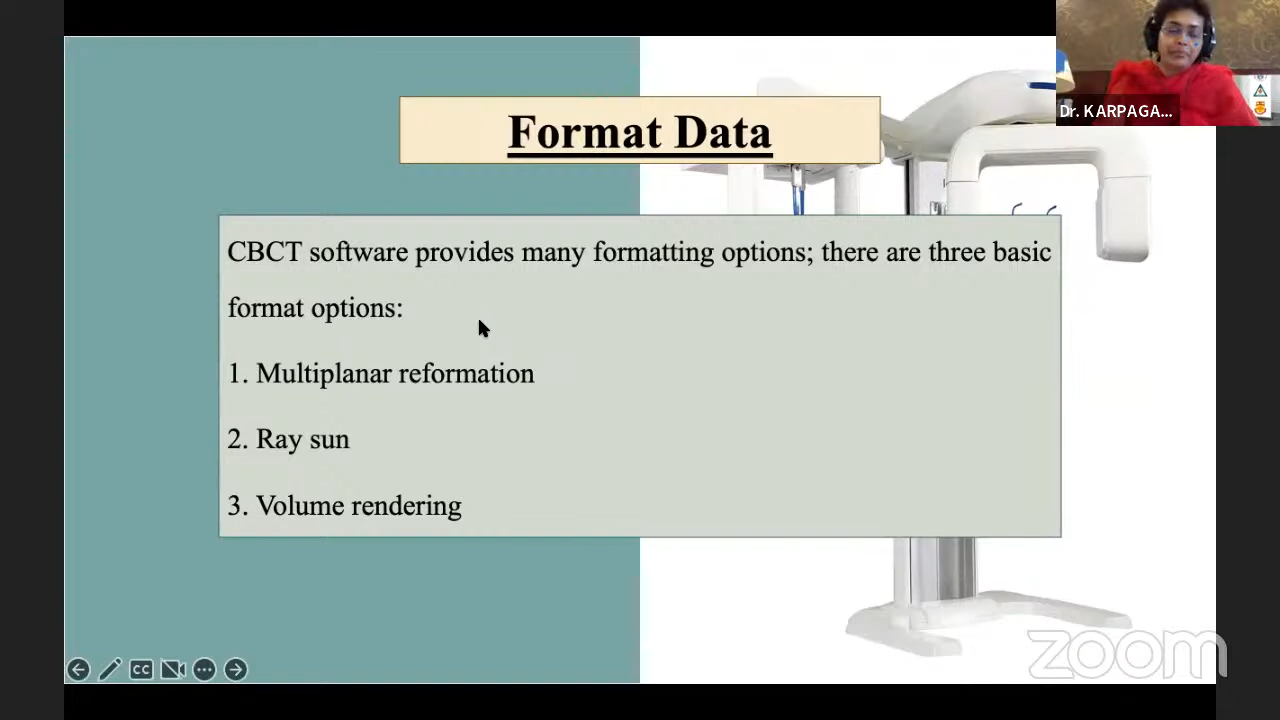 Format Data
Dr. KARPAGA...
CBCT software provides many formatting options; there are three basic
format options:
1. Multiplanar reformation
2. Ray sun
3. Volume rendering
CC
zoom